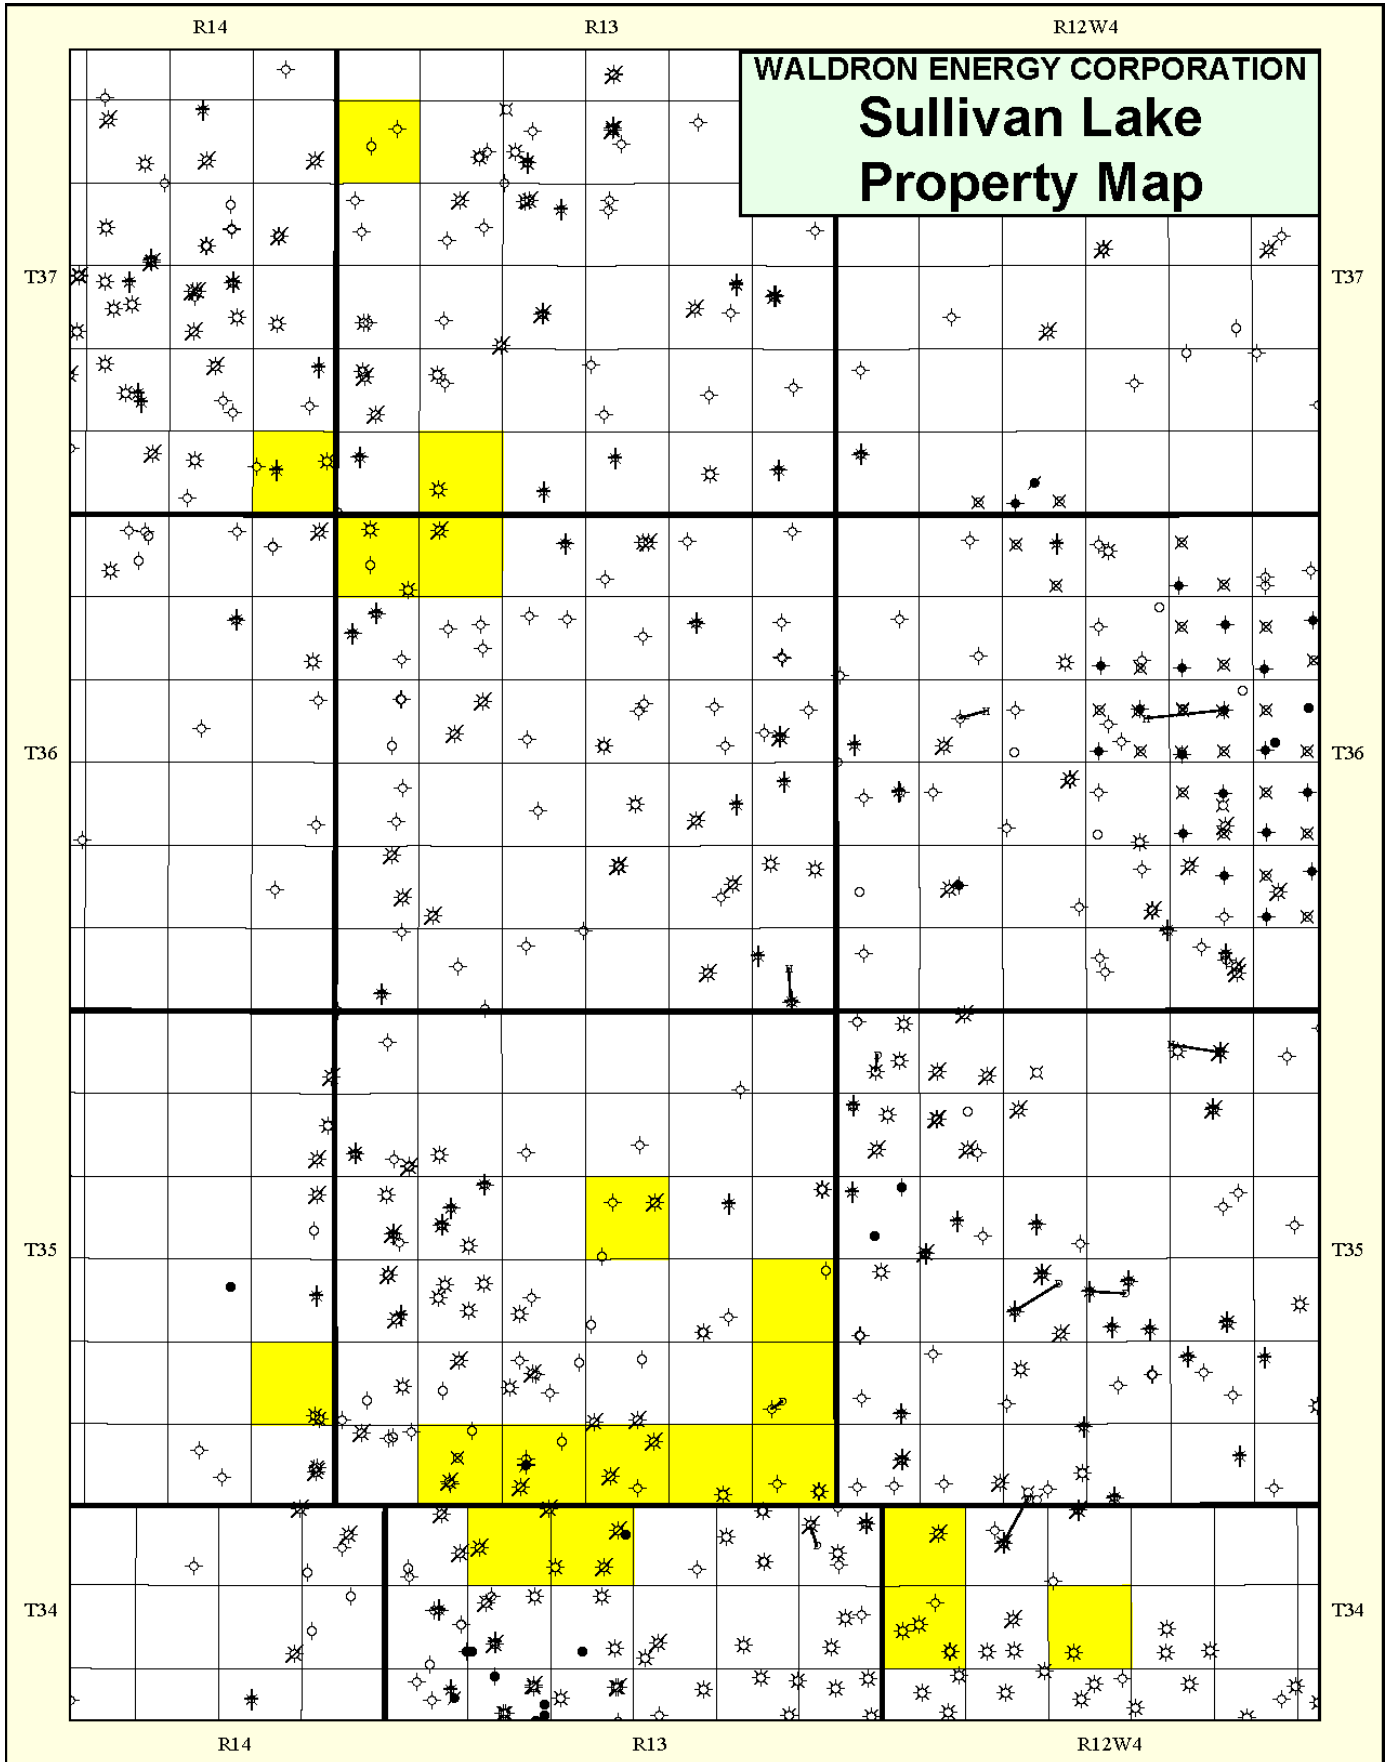 R14 R13 R12W4
WALDRON ENERGY CORPORATION
Sullivan Lake
Property Map
T37 T37
T36 T36
T35 T35
T34 T34
R14 R13 R12W4